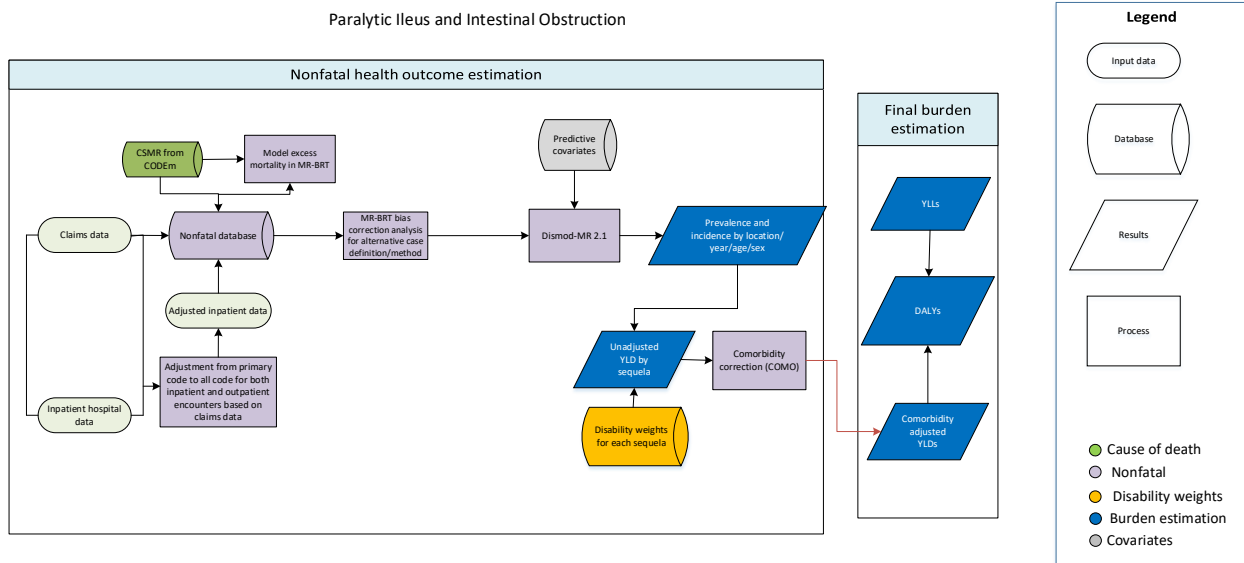 Paralytic Ileus and Intestinal Obstruction
Legend
Input data
Database
Results
Process
Cause of death
Nonfatal
Disability weights
Burden estimation
Covariates
Nonfatal health outcome estimation
CSMR from
CODEm
Model excess
mortality in MR-BRT
Predictive
covariates
Claims data
Nonfatal database
MR-BRT bias
correction analysis
for alternative case
definition/method
Dismod-MR 2.1
Prevalence and
incidence by location/
year/age/sex
Adjusted inpatient data
Adjustment from primary
code to all code for both
inpatient and outpatient
encounters based on
claims data
Inpatient hospital
data
Unadjusted
YLD by
sequela
Comorbidity
correction (COMO)
Disability weights
for each sequela
Final burden
estimation
YLLs
DALYs
Comorbidity
adjusted
YLDs